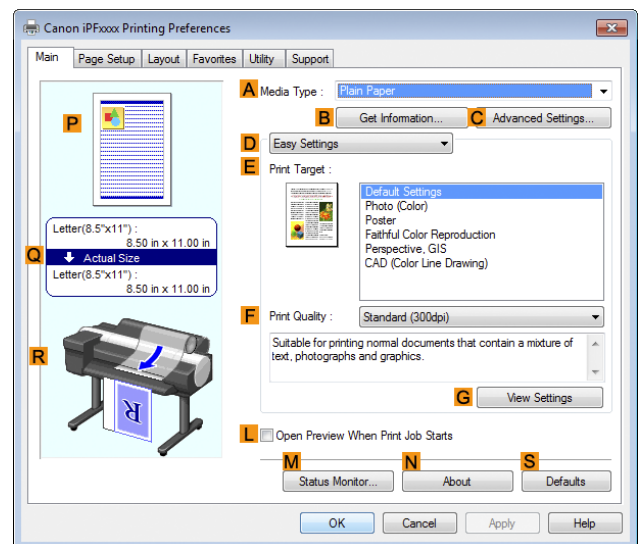 Canon iPFxxxx Printing Preferences
Main Page Setup Layout Favorites Utility Support
A Media Type : Plain Paper
B Get Information... C Advanced Settings...
D Easy Settings
E Print Target :
Default Settings
Photo (Color)
Poster
Faithful Color Reproduction
Perspective, GIS
CAD (Color Line Drawing)
P
Letter(8.5"x11") :
8.50 in x 11.00 in
Q Actual Size
Letter(8.5"x11") :
8.50 in x 11.00 in
F Print Quality : Standard (300dpi)
Suitable for printing normal documents that contain a mixture of
text, photographs and graphics.
R
R
G View Settings
L Open Preview When Print Job Starts
M N S
Status Monitor... About Defaults
OK Cancel Apply Help